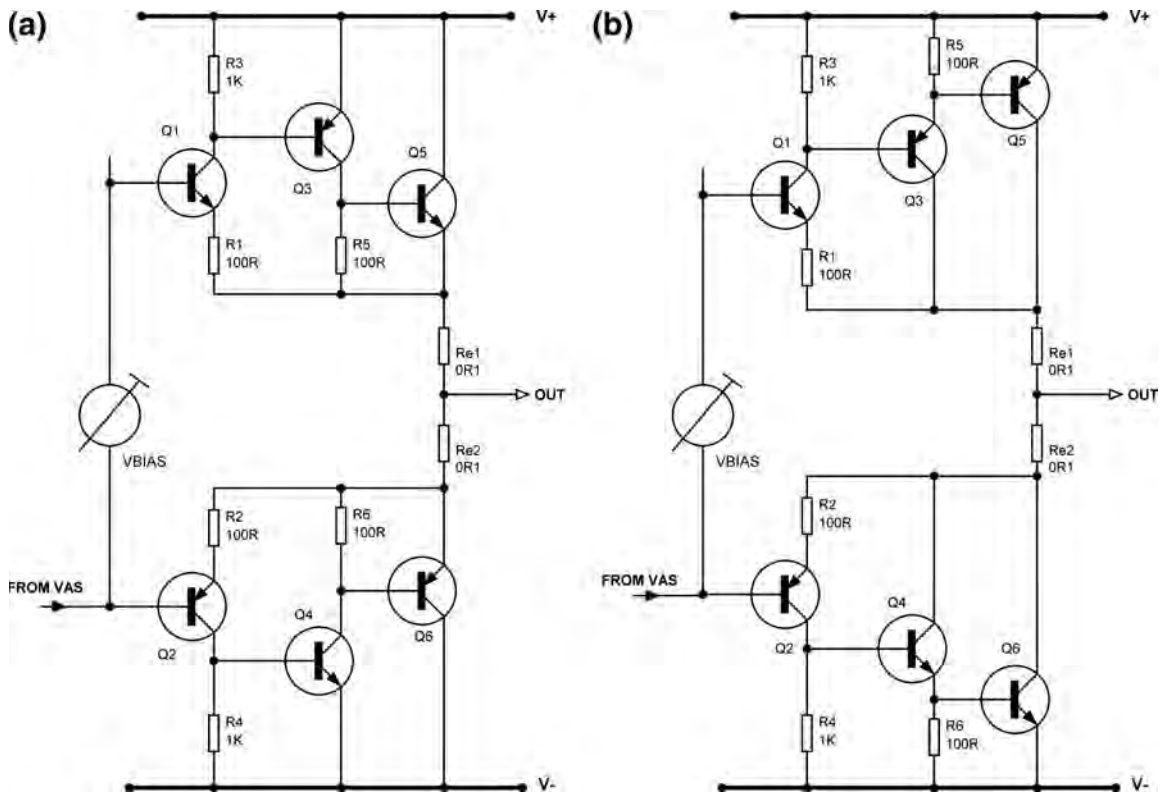 (a)
V+
R3
1K
Q1
Q3
Q5
R1
100R
R5
100R
Re1
0R1
OUT
Re2
0R1
VBIAS
R2
100R
R6
100R
FROM VAS
Q2
Q4
Q6
R4
1K
V-
(b)
V+
R5
100R
R3
1K
Q1
Q3
Q5
R1
100R
Re1
0R1
OUT
Re2
0R1
VBIAS
R2
100R
FROM VAS
Q2
Q4
Q6
R4
1K
R6
100R
V-